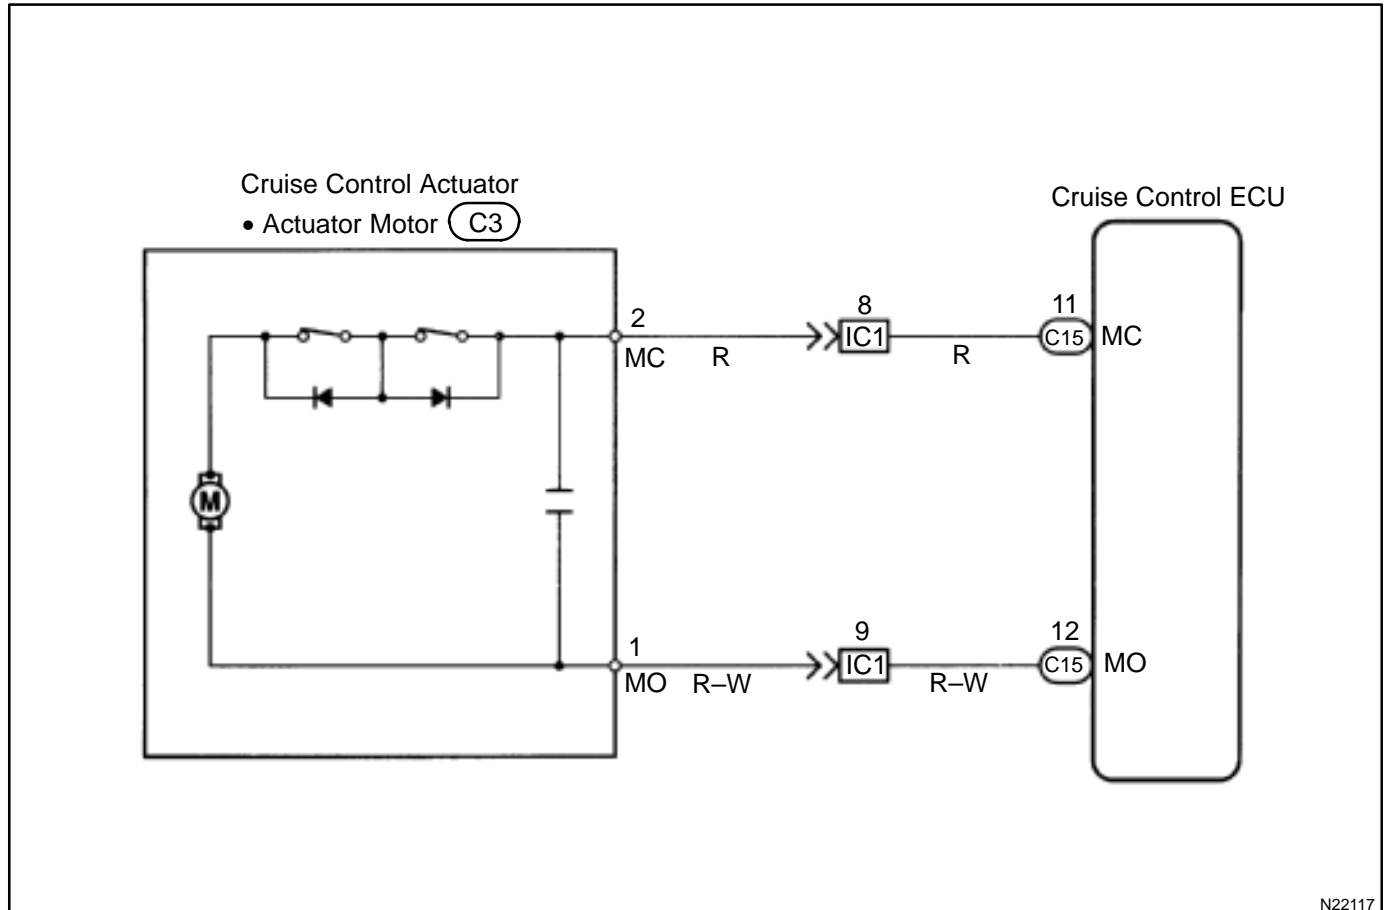 Cruise Control Actuator
• Actuator Motor C3
Cruise Control ECU
2
8
11
MC
R
IC1
R
C15
MC
M
1
9
12
MO
R–W
IC1
R–W
C15
MO
N22117